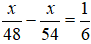 x/48 − x/54 = 1/6